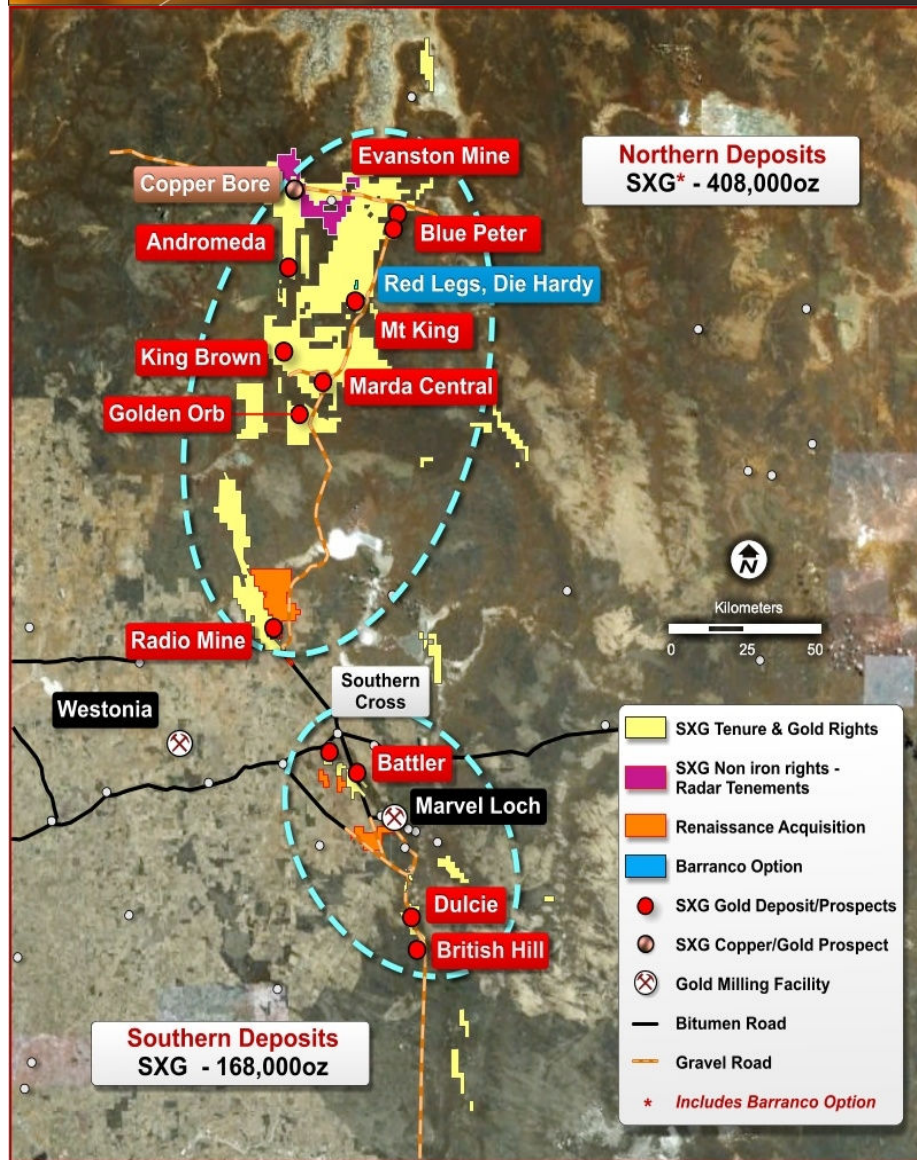 Evanston Mine
Northern Deposits
SXG* - 408,000oz
Copper Bore
Blue Peter
Andromeda
Red Legs, Die Hardy
Mt King
King Brown
Marda Central
Golden Orb
N
Kilometers
0 25 50
Radio Mine
Southern
Cross
Westonia
Battler
Marvel Loch
Dulcie
British Hill
SXG Tenure & Gold Rights
SXG Non iron rights -
Radar Tenements
Renaissance Acquisition
Barranco Option
SXG Gold Deposit/Prospects
SXG Copper/Gold Prospect
Gold Milling Facility
Bitumen Road
Gravel Road
* Includes Barranco Option
Southern Deposits
SXG - 168,000oz